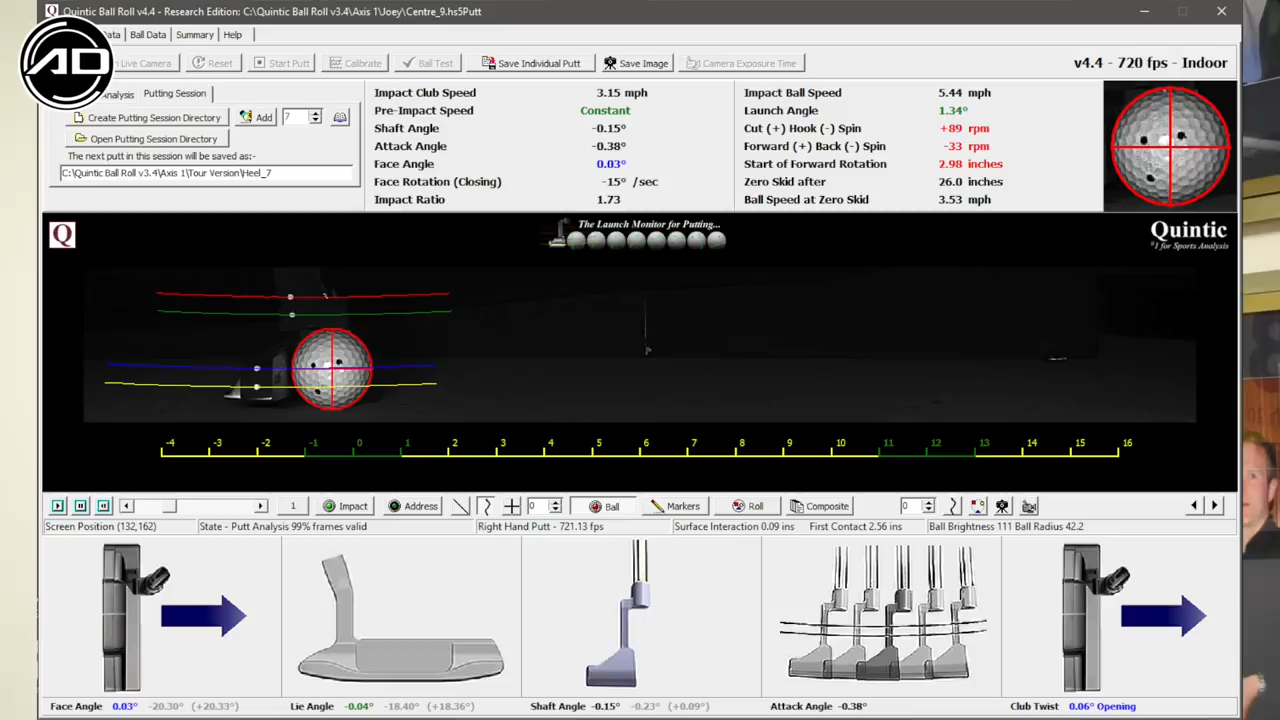 Quintic Ball Roll v4.4 - Research Edition: C:\Quintic Ball Roll v3.4\Axis 1\Joey\Centre_9.hs5Putt
AD
Data Ball Data Summary Help
Live Camera Reset Start Putt Calibrate Ball Test Save Individual Putt Save Image Camera Exposure Time v4.4 - 720 fps - Indoor
Analysis Putting Session
Create Putting Session Directory Add 7
Open Putting Session Directory
The next putt in this session will be saved as:-
C:\Quintic Ball Roll v3.4\Axis 1\Tour Version\Heel_7
Impact Club Speed 3.15 mph
Pre-Impact Speed Constant
Shaft Angle -0.15°
Attack Angle -0.38°
Face Angle 0.03°
Face Rotation (Closing) -15° /sec
Impact Ratio 1.73
Impact Ball Speed 5.44 mph
Launch Angle 1.34°
Cut (+) Hook (-) Spin +89 rpm
Forward (+) Back (-) Spin -33 rpm
Start of Forward Rotation 2.98 inches
Zero Skid after 26.0 inches
Ball Speed at Zero Skid 3.53 mph
Q
The Launch Monitor for Putting...
Quintic
#1 for Sports Analysis
-4 -3 -2 -1 0 1 2 3 4 5 6 7 8 9 10 11 12 13 14 15 16
1 Impact Address 0 Ball Markers Roll Composite 0
Screen Position (132,162) State - Putt Analysis 99% frames valid Right Hand Putt - 721.13 fps Surface Interaction 0.09 ins First Contact 2.56 ins Ball Brightness 111 Ball Radius 42.2
Face Angle 0.03° -20.30° (+20.33°) Lie Angle -0.04° -18.40° (+18.36°) Shaft Angle -0.15° -0.23° (+0.09°) Attack Angle -0.38° Club Twist 0.06° Opening